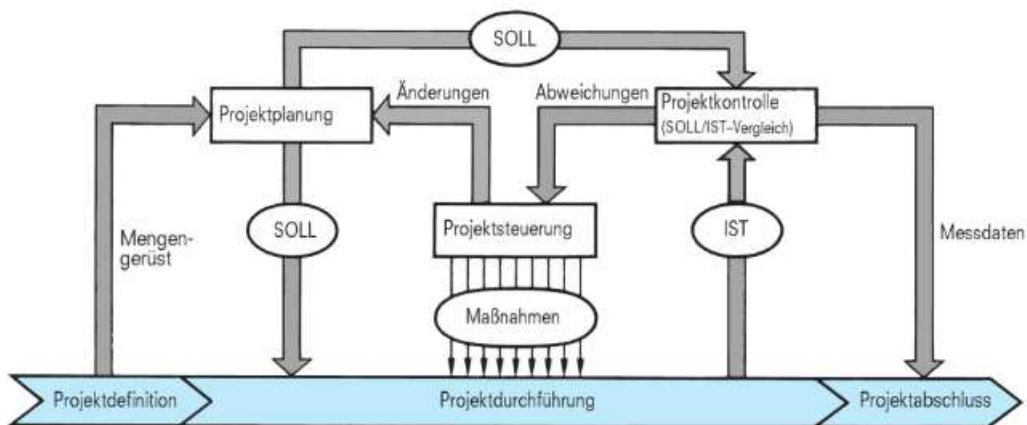 SOLL
Änderungen
Abweichungen
Projektplanung
Projektkontrolle
(SOLL/IST-Vergleich)
SOLL
Projektsteuerung
IST
Mengen-
gerüst
Messdaten
Maßnahmen
Projektdefinition
Projektdurchführung
Projektabschluss